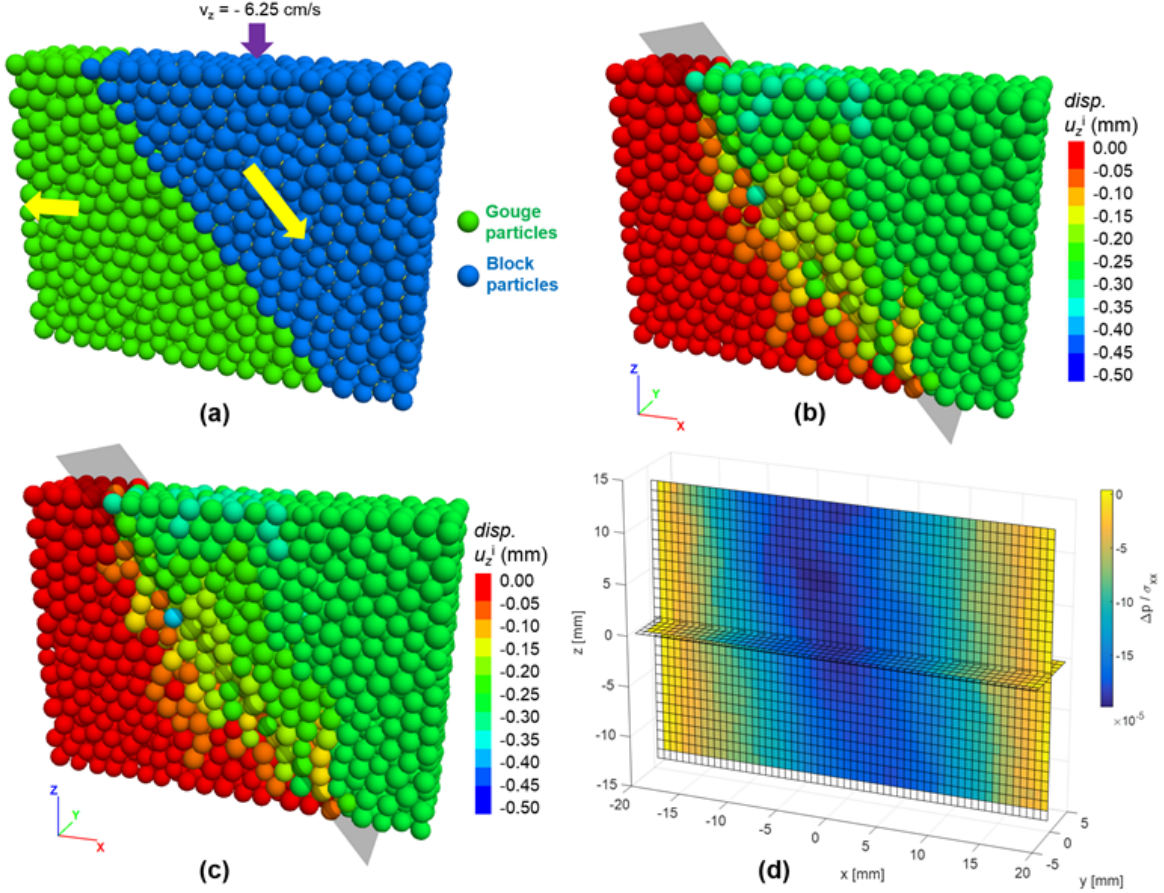 v_z = - 6.25 cm/s
Gouge
particles
Block
particles
(a)
disp.
u_z^i (mm)
0.00
-0.05
-0.10
-0.15
-0.20
-0.25
-0.30
-0.35
-0.40
-0.45
-0.50
Z
Y
X
(b)
disp.
u_z^i (mm)
0.00
-0.05
-0.10
-0.15
-0.20
-0.25
-0.30
-0.35
-0.40
-0.45
-0.50
Z
Y
X
(c)
15
10
5
0
-5
-10
-15
z [mm]
-20
-15
-10
-5
0
5
10
15
20
x [mm]
5
0
-5
y [mm]
0
-5
-10
-15
×10^-5
Δp / σ_xx
(d)